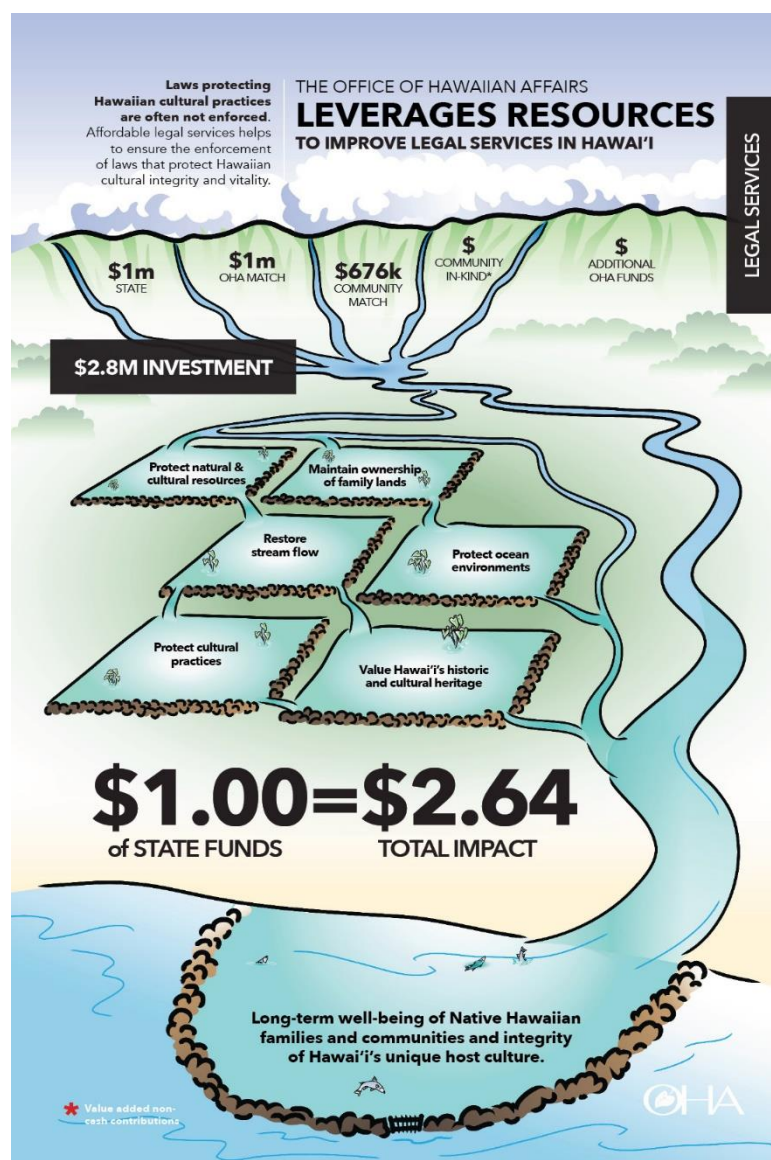 Laws protecting
Hawaiian cultural practices
are often not enforced.
Affordable legal services helps
to ensure the enforcement
of laws that protect Hawaiian
cultural integrity and vitality.
THE OFFICE OF HAWAIIAN AFFAIRS
LEVERAGES RESOURCES
TO IMPROVE LEGAL SERVICES IN HAWAI‘I
LEGAL SERVICES
$1m
STATE
$1m
OHA MATCH
$676k
COMMUNITY
MATCH
$
COMMUNITY
IN-KIND*
$
ADDITIONAL
OHA FUNDS
$2.8M INVESTMENT
Protect natural &
cultural resources
Maintain ownership
of family lands
Restore
stream flow
Protect ocean
environments
Protect cultural
practices
Value Hawai‘i’s historic
and cultural heritage
$1.00=$2.64
of STATE FUNDS
TOTAL IMPACT
Long-term well-being of Native Hawaiian
families and communities and integrity
of Hawai‘i’s unique host culture.
* Value added non-
cash contributions
OHA